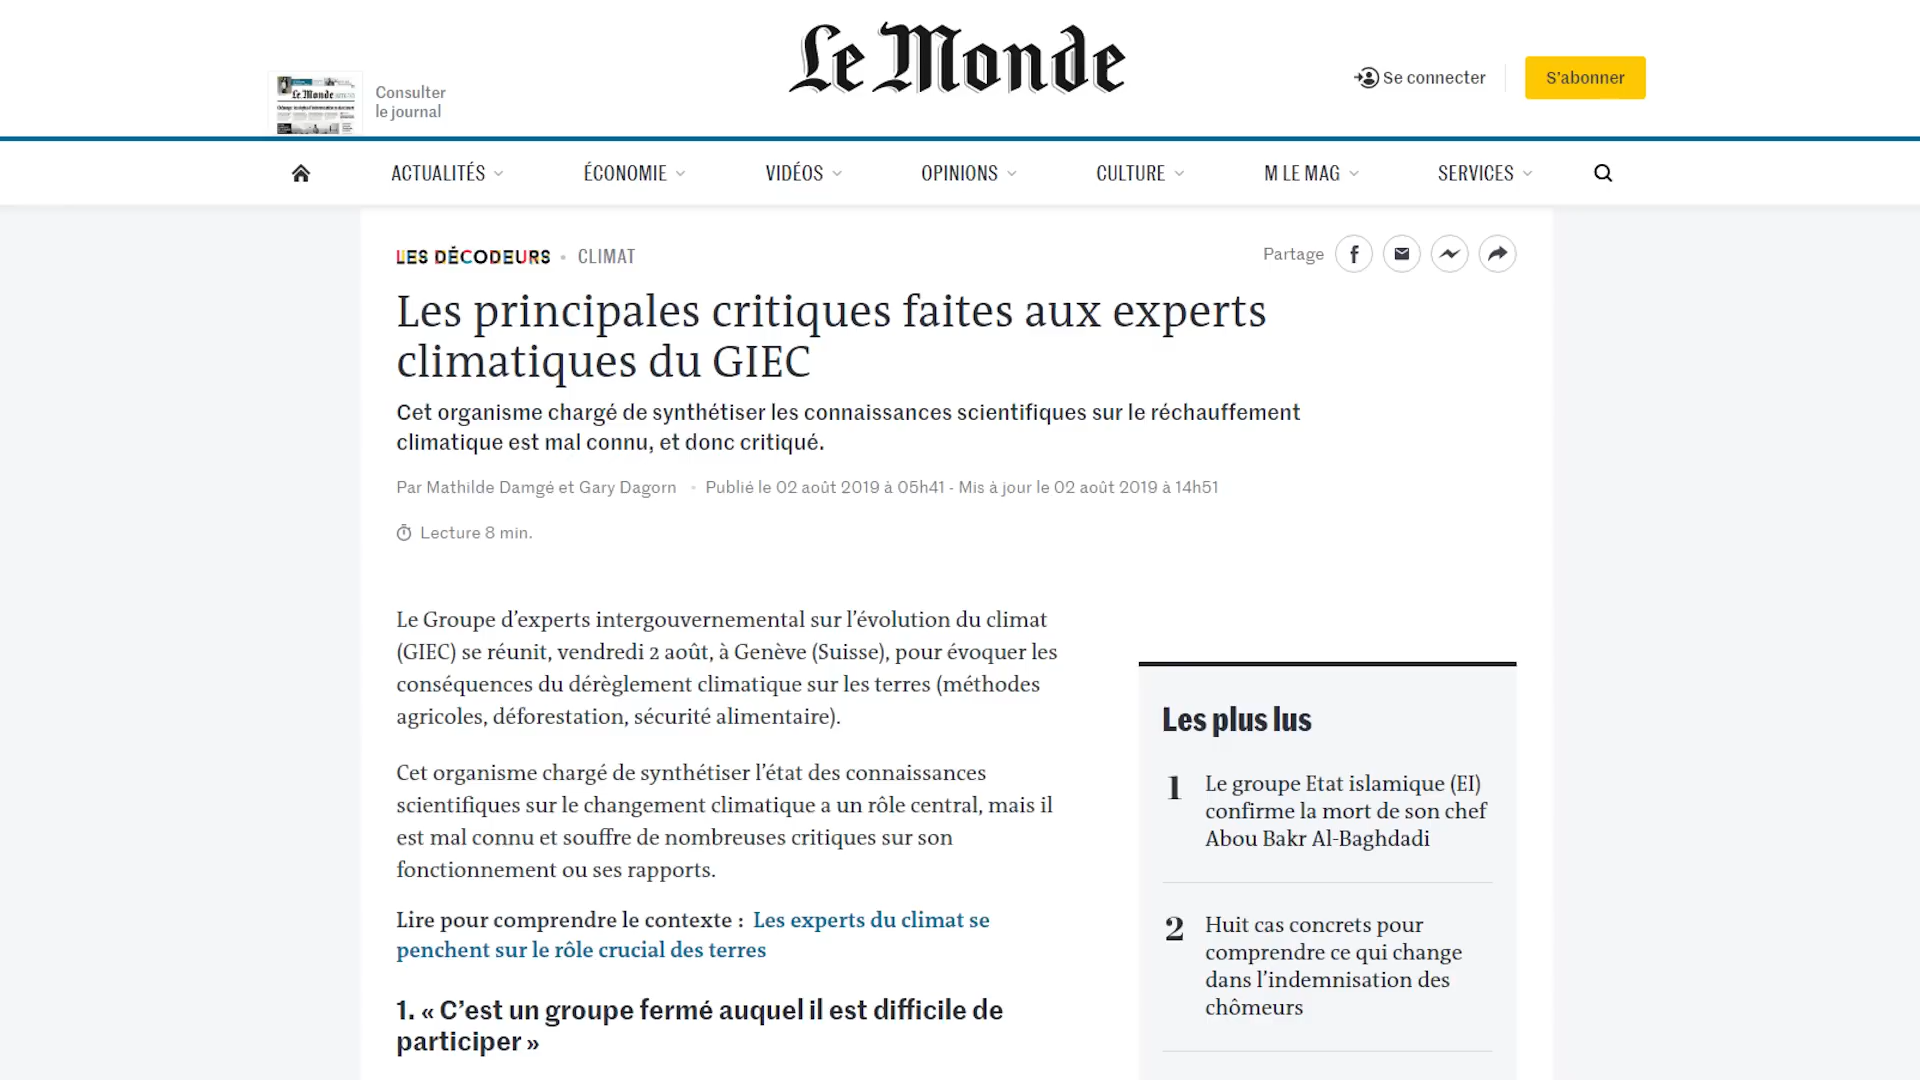 Le Monde
Consulter
le journal
Se connecter
S'abonner
ACTUALITÉS
ÉCONOMIE
VIDÉOS
OPINIONS
CULTURE
M LE MAG
SERVICES
LES DÉCODEURS • CLIMAT
Partage
Les principales critiques faites aux experts
climatiques du GIEC
Cet organisme chargé de synthétiser les connaissances scientifiques sur le réchauffement
climatique est mal connu, et donc critiqué.
Par Mathilde Damgé et Gary Dagorn • Publié le 02 août 2019 à 05h41 - Mis à jour le 02 août 2019 à 14h51
Lecture 8 min.
Le Groupe d’experts intergouvernemental sur l’évolution du climat
(GIEC) se réunit, vendredi 2 août, à Genève (Suisse), pour évoquer les
conséquences du dérèglement climatique sur les terres (méthodes
agricoles, déforestation, sécurité alimentaire).
Cet organisme chargé de synthétiser l’état des connaissances
scientifiques sur le changement climatique a un rôle central, mais il
est mal connu et souffre de nombreuses critiques sur son
fonctionnement ou ses rapports.
Lire pour comprendre le contexte : Les experts du climat se
penchent sur le rôle crucial des terres
1. « C’est un groupe fermé auquel il est difficile de
participer »
Les plus lus
1 Le groupe Etat islamique (EI)
confirme la mort de son chef
Abou Bakr Al-Baghdadi
2 Huit cas concrets pour
comprendre ce qui change
dans l’indemnisation des
chômeurs